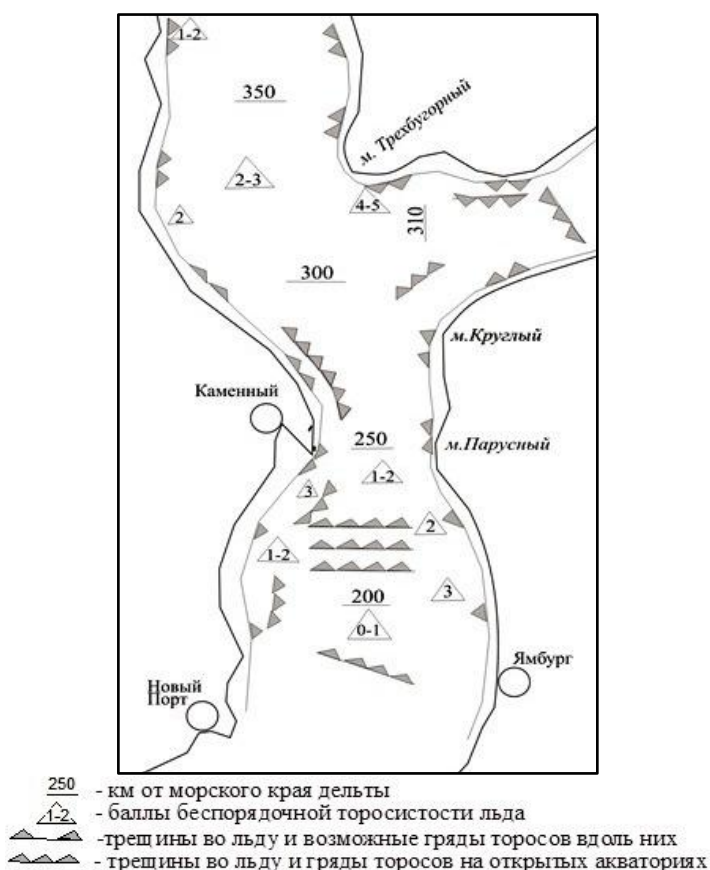 1-2
350
м. Трехбугорный
2-3
4-5
2
310
300
м.Круглый
Каменный
250
м.Парусный
1-2
3
2
1-2
200
3
0-1
Ямбург
Новый
Порт
250 - км от морского края дельты
1-2 - баллы беспорядочной торосистости льда
-трещины во льду и возможные гряды торосов вдоль них
- трещины во льду и гряды торосов на открытых акваториях